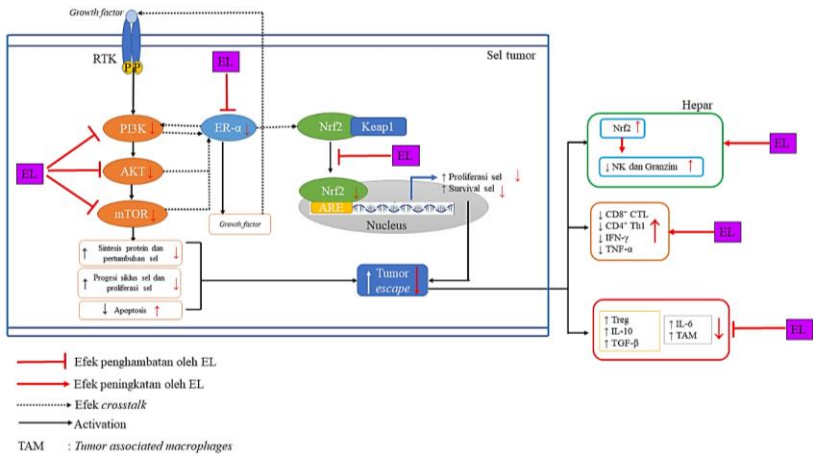 Growth factor
RTK
P P
EL
Sel tumor
PI3K ↓
ER-α ↓
Nrf2
Keap1
EL
AKT ↓
EL
mTOR ↓
Nrf2 ↓
ARE
Nucleus
↑ Proliferasi sel ↓
↑ Survival sel ↓
Growth factor
↑ Sintesis protein dan pertumbuhan sel ↓
↑ Progesi siklus sel dan proliferasi sel ↓
↓ Apoptosis ↑
↑ Tumor escape ↓
Hepar
Nrf2 ↑
↓ NK dan Granzim ↑
EL
↓ CD8⁺ CTL
↓ CD4⁺ Th1
↓ IFN-γ
↓ TNF-α
↑
EL
↑ Treg
↑ IL-10
↑ TGF-β
↑ IL-6
↑ TAM
↓
EL
Efek penghambatan oleh EL
Efek peningkatan oleh EL
Efek crosstalk
Activation
TAM : Tumor associated macrophages